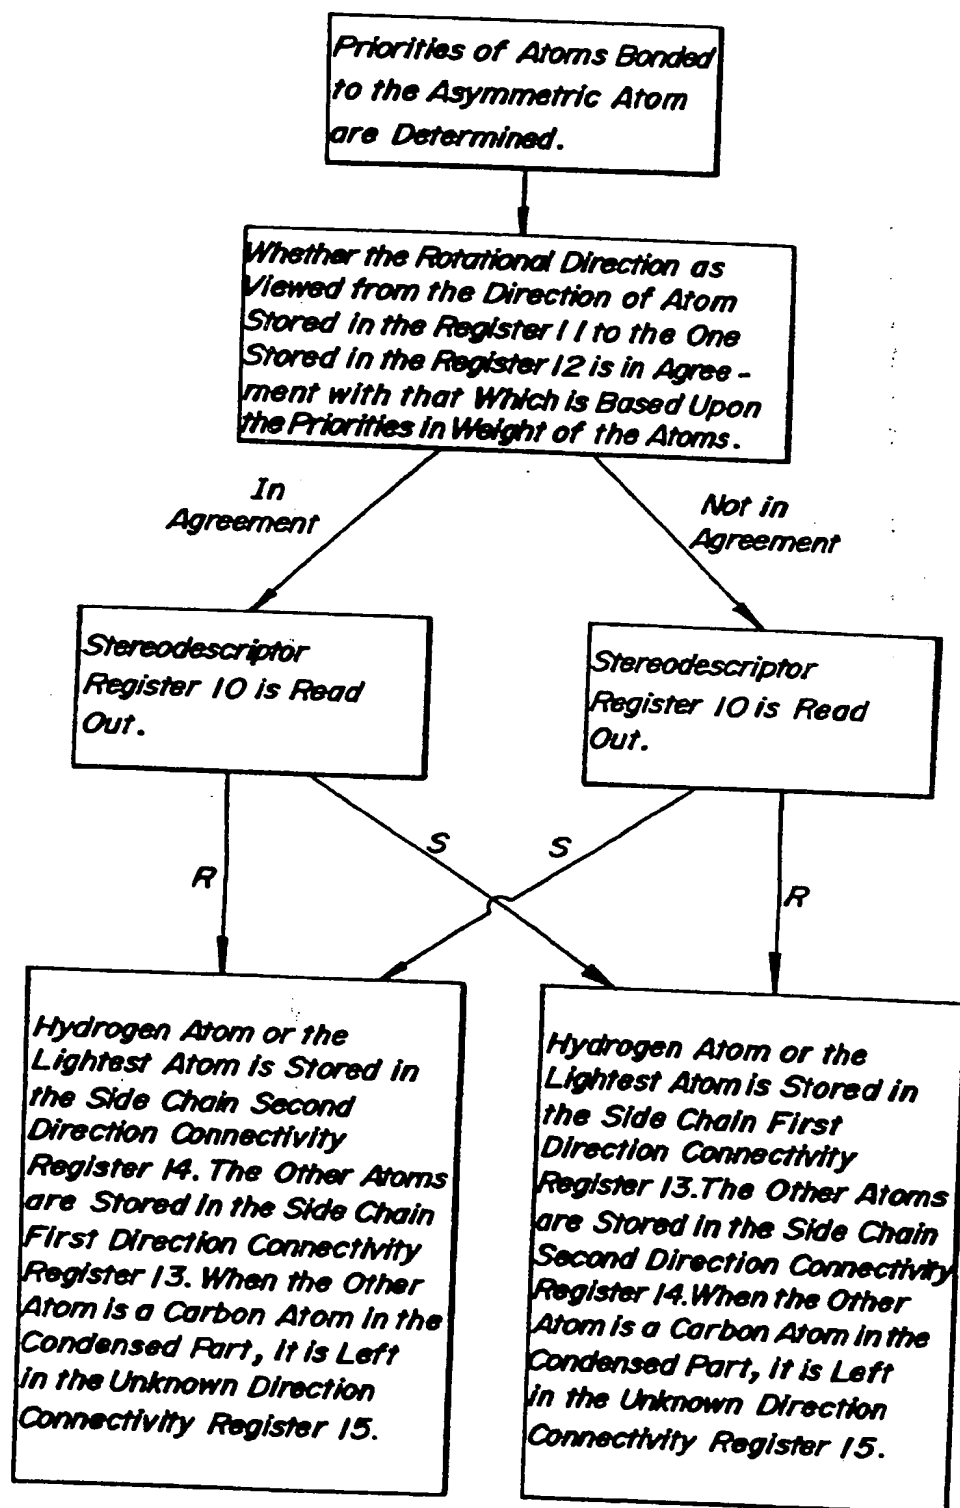 Priorities of Atoms Bonded
to the Asymmetric Atom
are Determined.
Whether the Rotational Direction as
Viewed from the Direction of Atom
Stored in the Register 11 to the One
Stored in the Register 12 is in Agree-
ment with that Which is Based Upon
the Priorities in Weight of the Atoms.
In
Agreement
Not in
Agreement
Stereodescriptor
Register 10 is Read
Out.
Stereodescriptor
Register 10 is Read
Out.
R
S
S
R
Hydrogen Atom or the
Lightest Atom is Stored in
the Side Chain Second
Direction Connectivity
Register 14. The Other Atoms
are Stored in the Side Chain
First Direction Connectivity
Register 13. When the Other
Atom is a Carbon Atom in the
Condensed Part, it is Left
in the Unknown Direction
Connectivity Register 15.
Hydrogen Atom or the
Lightest Atom is Stored in
the Side Chain First
Direction Connectivity
Register 13. The Other Atoms
are Stored in the Side Chain
Second Direction Connectivity
Register 14. When the Other
Atom is a Carbon Atom in the
Condensed Part, it is Left
in the Unknown Direction
Connectivity Register 15.